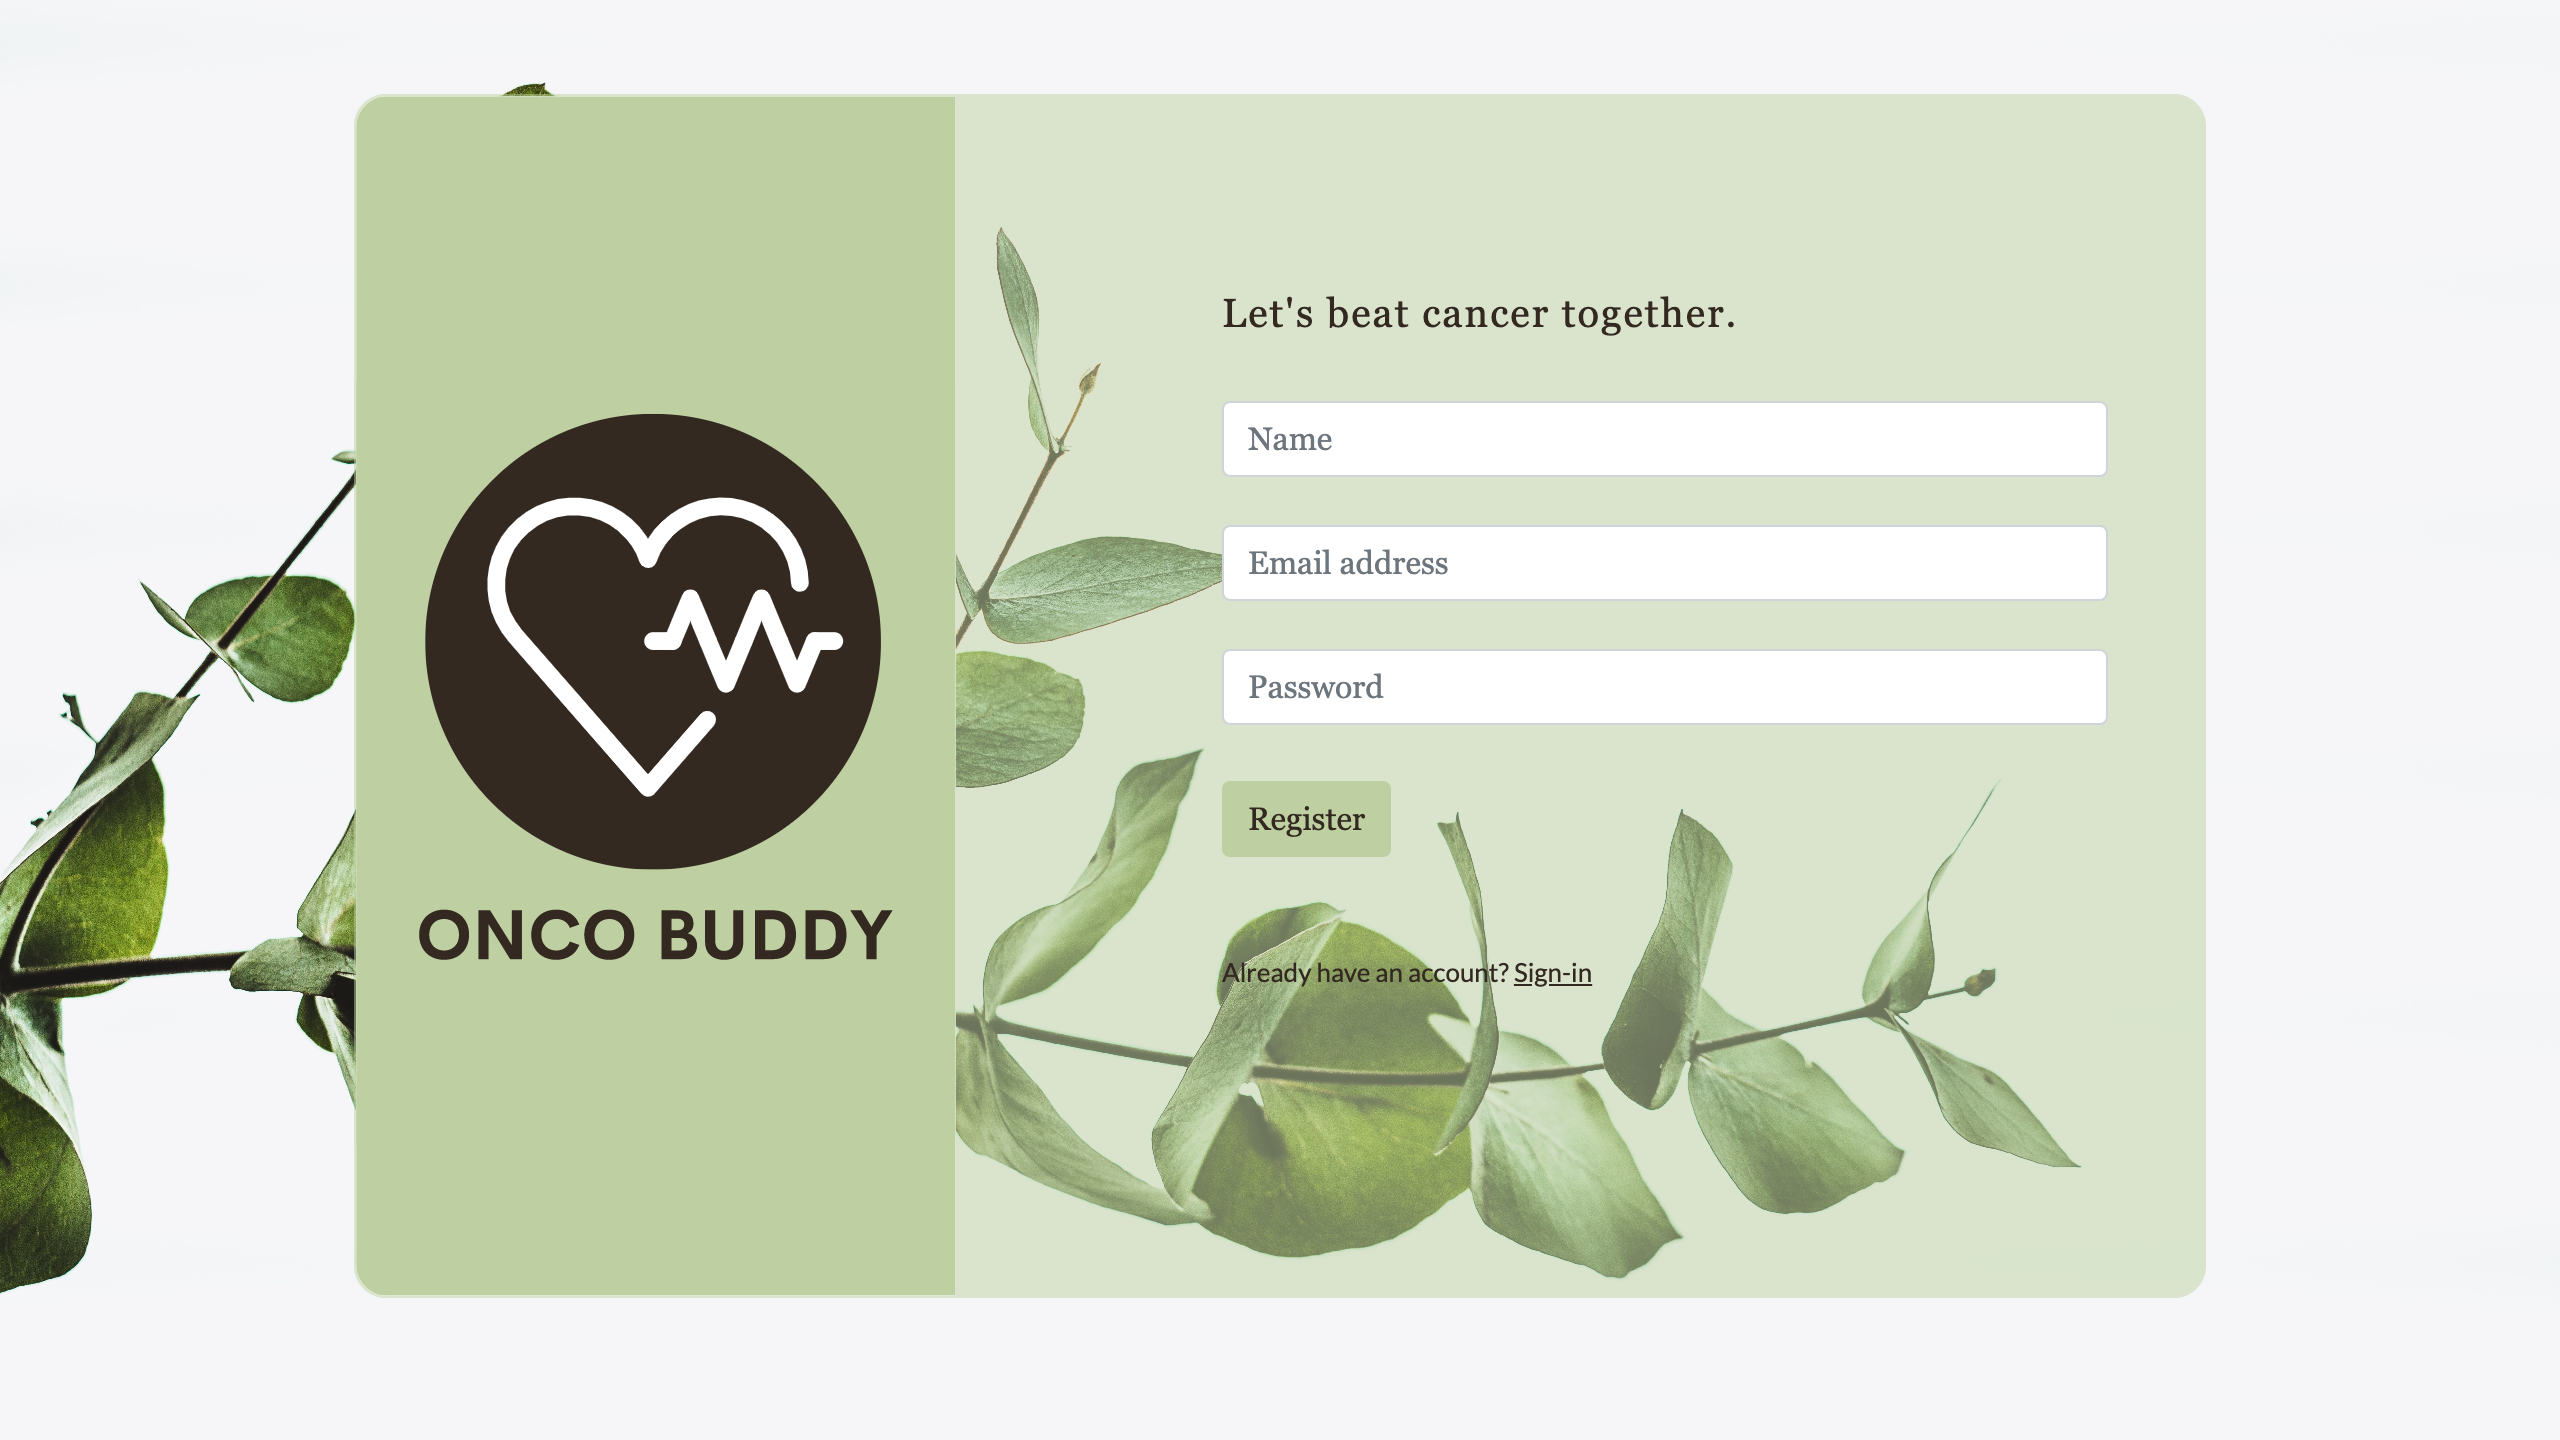 Let's beat cancer together.
Name
Email address
Password
Register
Already have an account? Sign-in
ONCO BUDDY